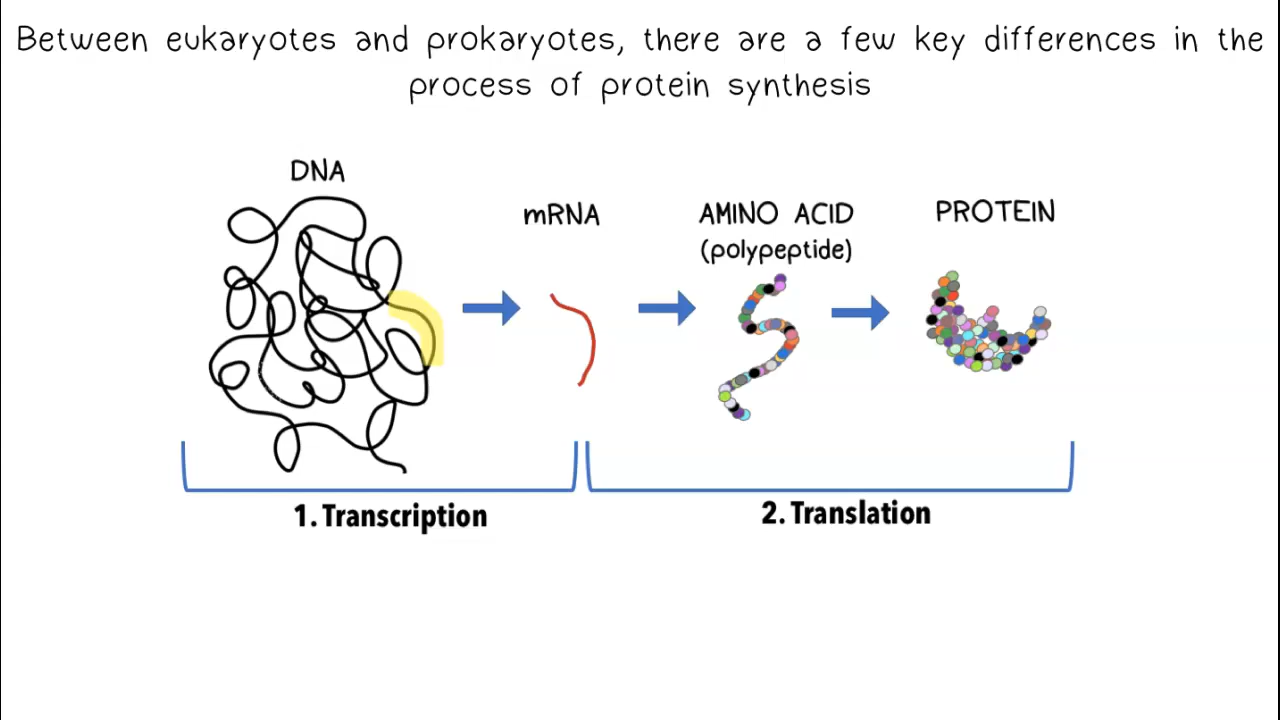 Between eukaryotes and prokaryotes, there are a few key differences in the
process of protein synthesis
DNA
mRNA
AMINO ACID
(polypeptide)
PROTEIN
1. Transcription
2. Translation